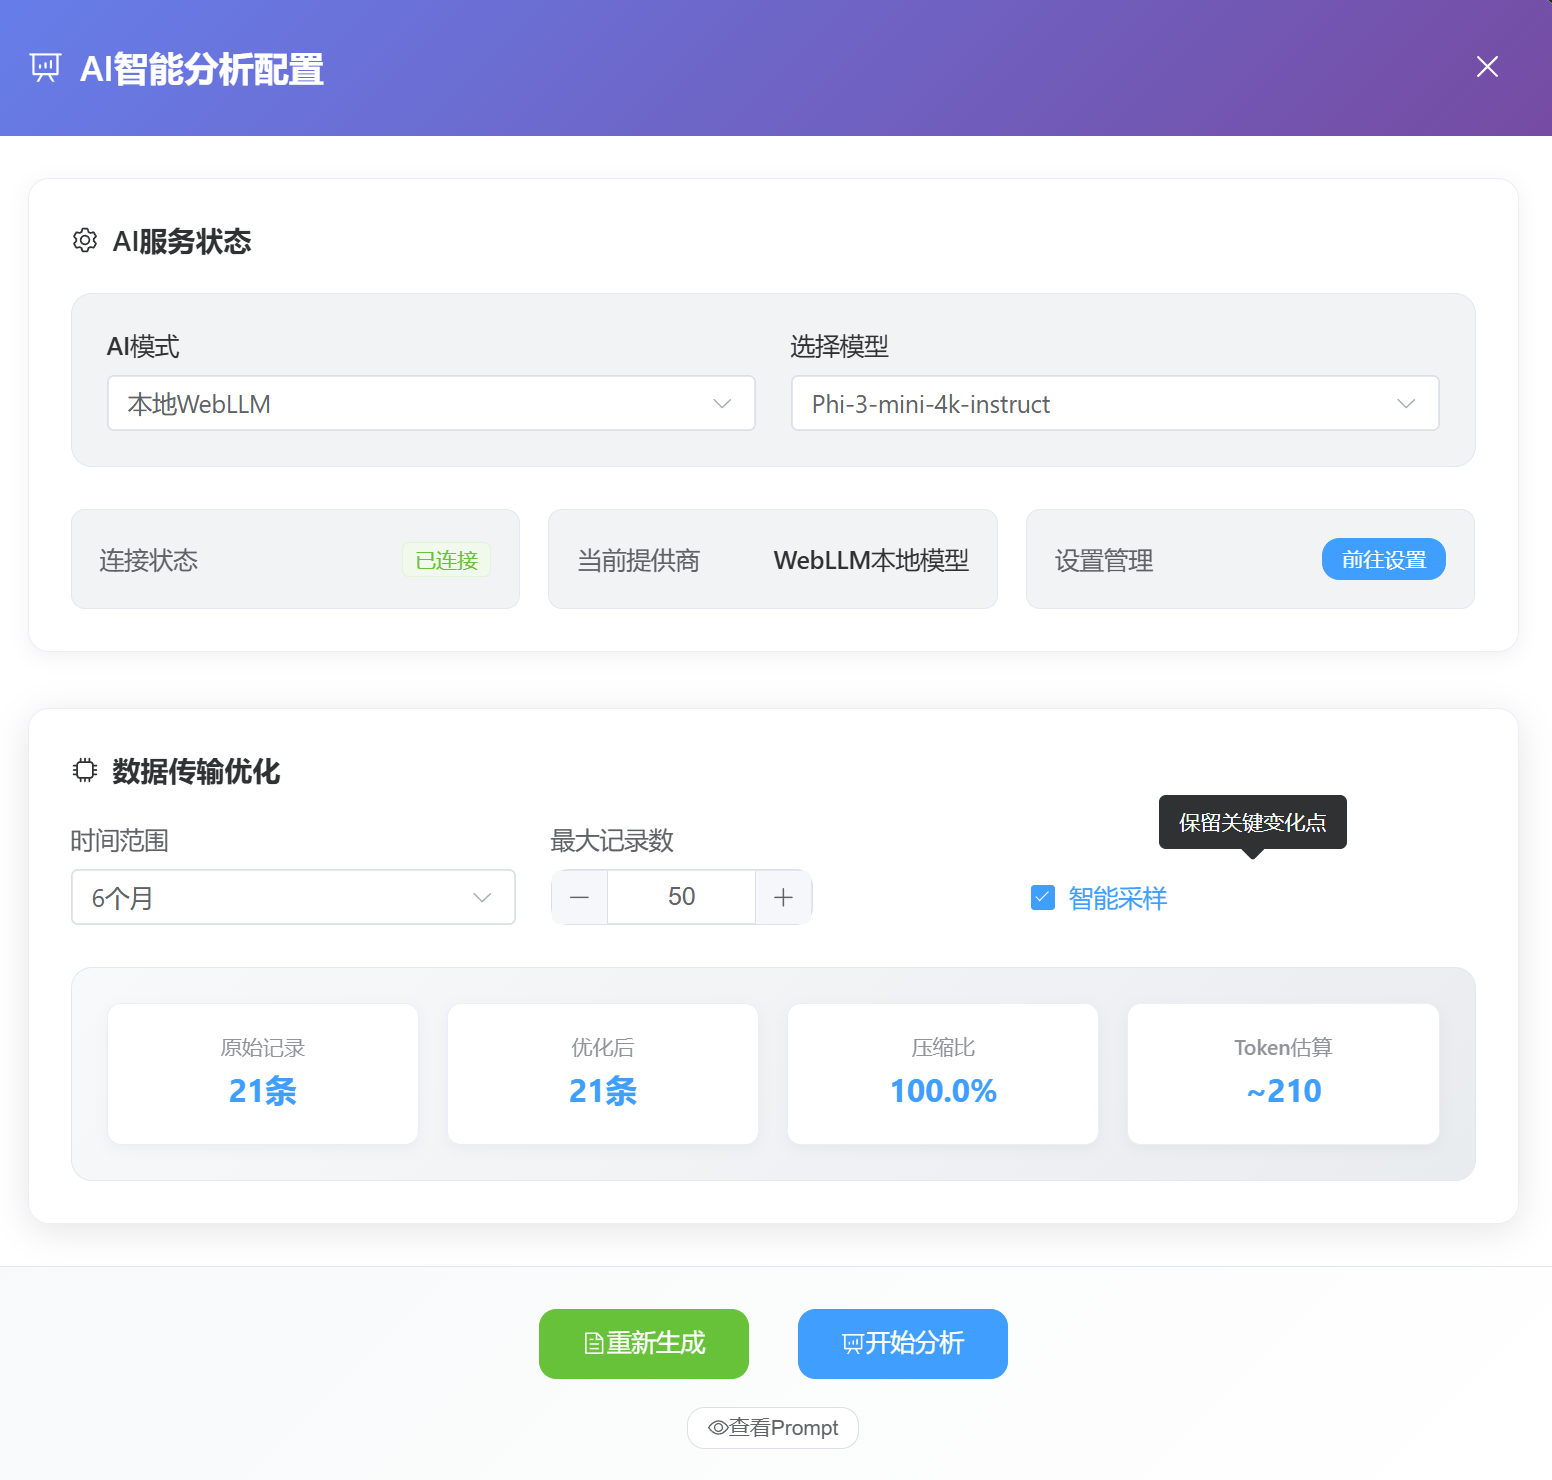 AI智能分析配置
AI服务状态
AI模式
选择模型
本地WebLLM
Phi-3-mini-4k-instruct
连接状态
已连接
当前提供商
WebLLM本地模型
设置管理
前往设置
数据传输优化
保留关键变化点
时间范围
最大记录数
6个月
50
智能采样
原始记录
21条
优化后
21条
压缩比
100.0%
Token估算
~210
重新生成
开始分析
查看Prompt